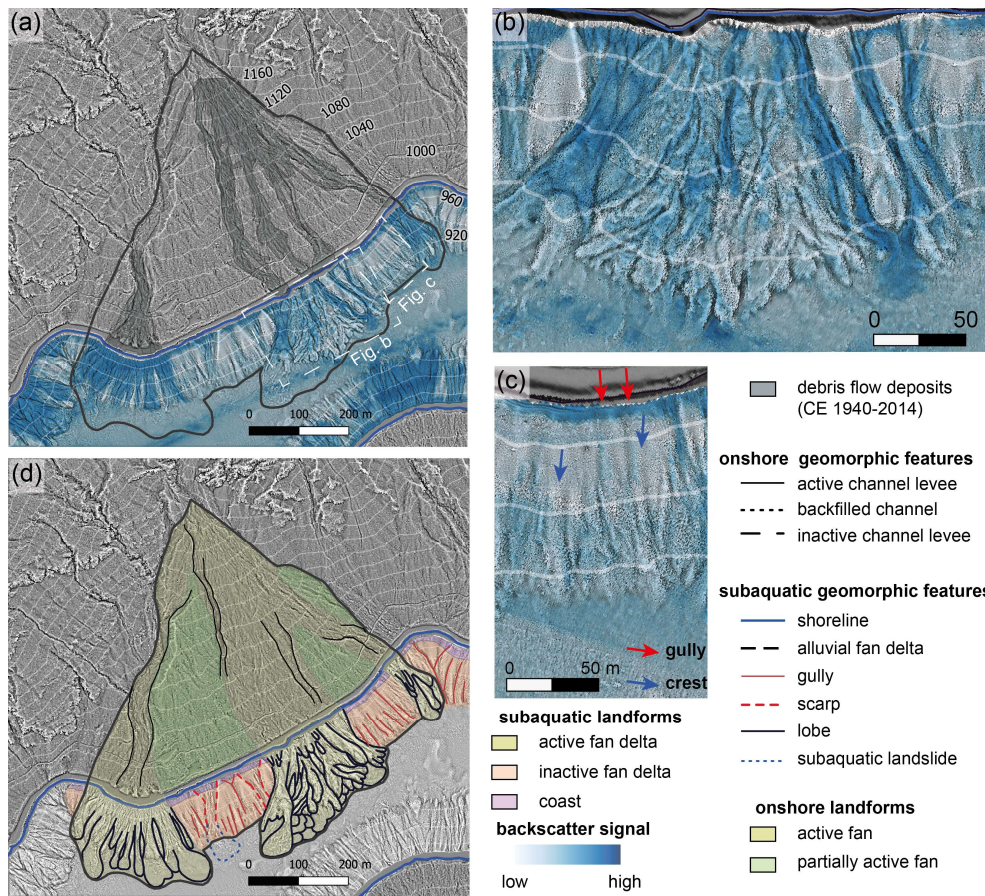 (a)
1160
1120
1080
1040
1000
960
920
Fig. c
Fig. b
0 100 200 m
(b)
0 50
(c)
gully
0 50 m
crest
debris flow deposits
(CE 1940-2014)
onshore geomorphic features
active channel levee
backfilled channel
inactive channel levee
subaquatic geomorphic features
shoreline
alluvial fan delta
gully
scarp
lobe
subaquatic landslide
onshore landforms
active fan
partially active fan
(d)
0 100 200 m
subaquatic landforms
active fan delta
inactive fan delta
coast
backscatter signal
low high